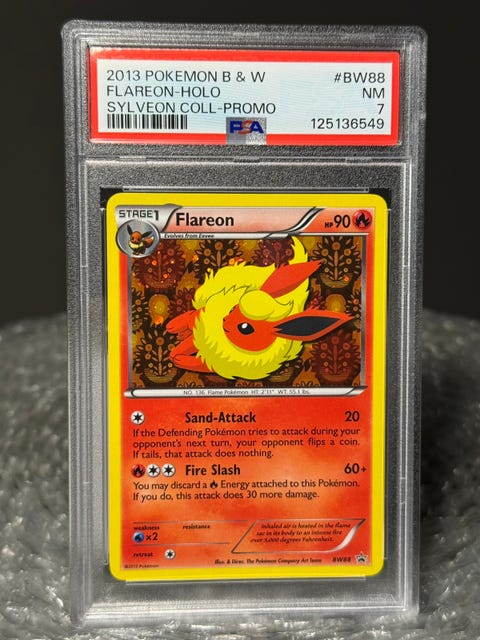 2013 POKEMON B & W #BW88
FLAREON-HOLO NM
SYLVEON COLL-PROMO 7
PSA 125136549
STAGE1 Flareon HP90
Evolves from Eevee
NO. 136 Flame Pokémon HT: 2'11" WT: 55.1 lbs.
Sand-Attack 20
If the Defending Pokémon tries to attack during your
opponent's next turn, your opponent flips a coin.
If tails, that attack does nothing.
Fire Slash 60+
You may discard a Energy attached to this Pokémon.
If you do, this attack does 30 more damage.
weakness resistance
×2
retreat
Inhaled air is heated in the flame
sac in its body to an intense fire
over 3,000 degrees Fahrenheit.
Illus. & Direc. The Pokémon Company Art Team
©2013 Pokémon BW88